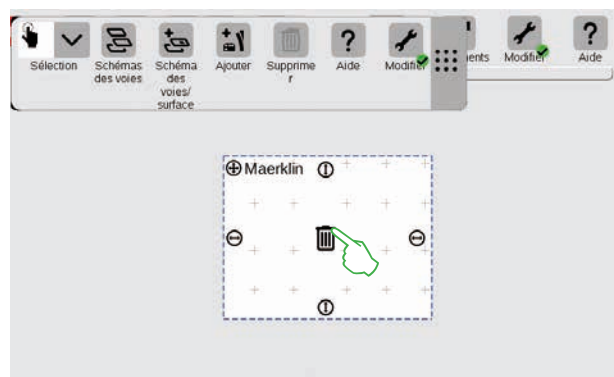 Sélection
Schémas
des voies
Schéma
des
voies/
surface
Ajouter
Supprime
r
?
Aide
Modifier
ents
Modifier
?
Aide
Maerklin